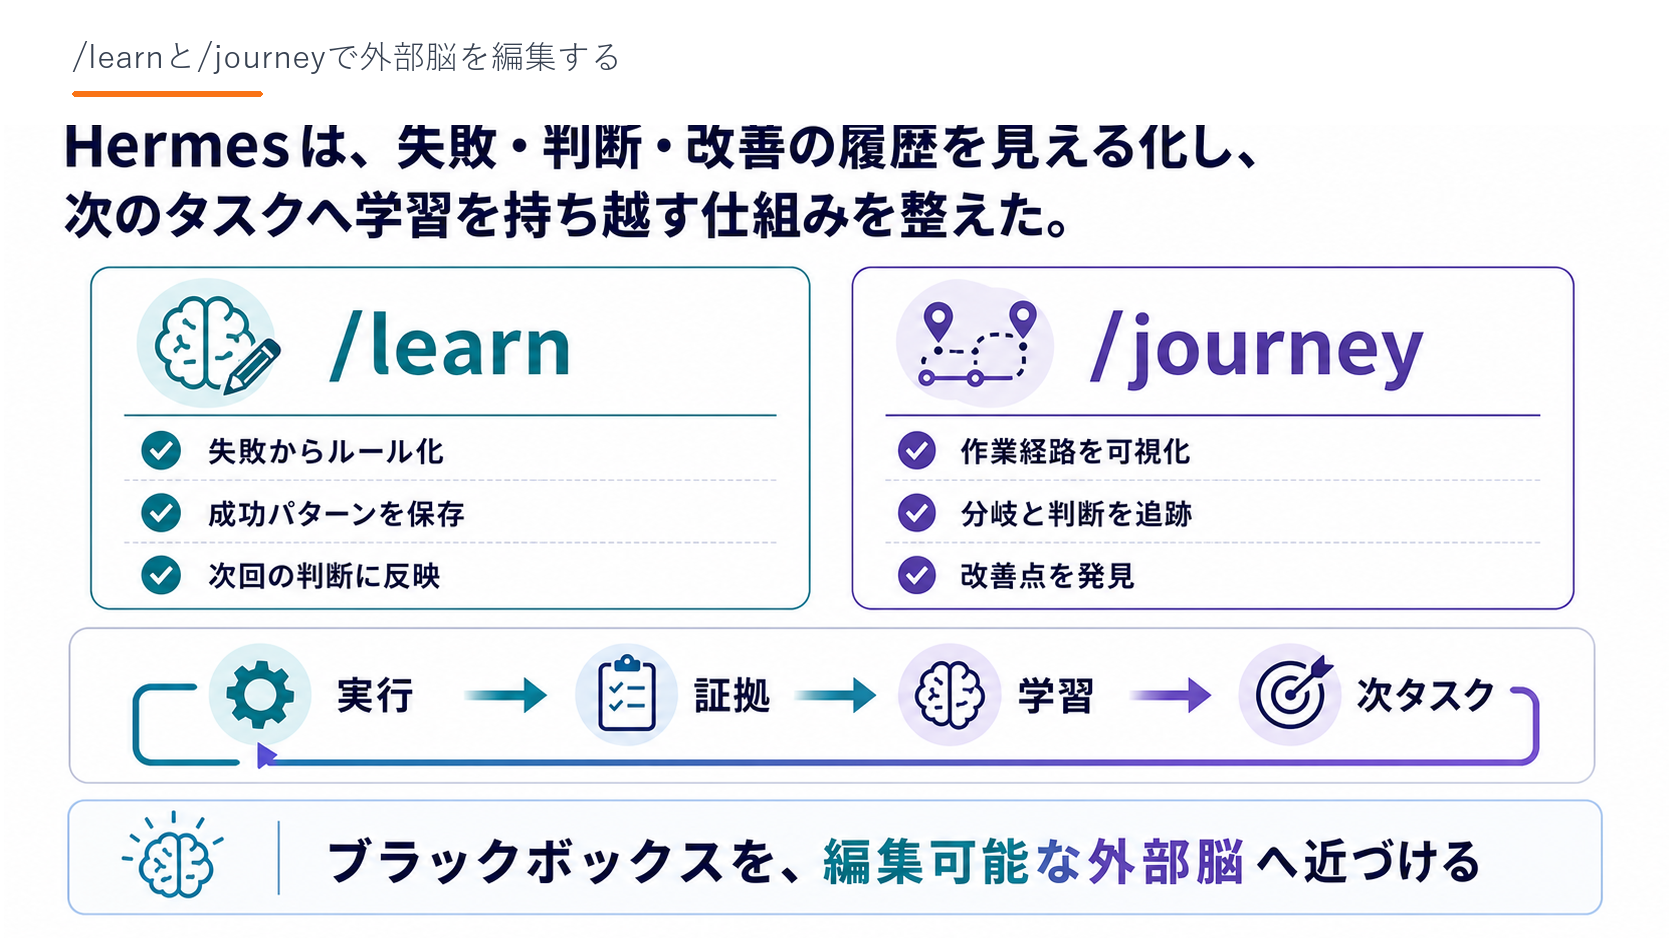 /learnと/journeyで外部脳を編集する
Hermesは、失敗・判断・改善の履歴を見える化し、
次のタスクへ学習を持ち越す仕組みを整えた。
/learn
失敗からルール化
成功パターンを保存
次回の判断に反映
/journey
作業経路を可視化
分岐と判断を追跡
改善点を発見
実行
証拠
学習
次タスク
ブラックボックスを、編集可能な外部脳へ近づける